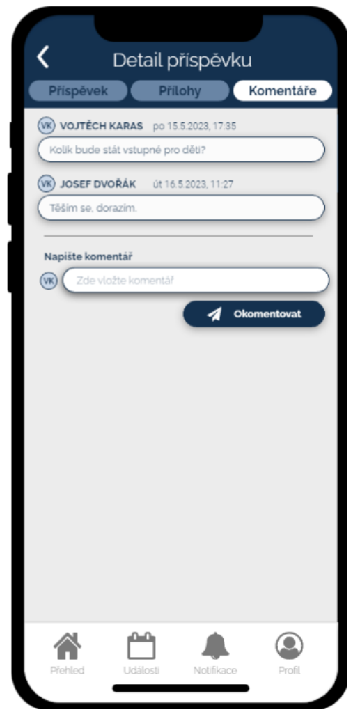 Detail příspěvku
Příspěvek Přílohy Komentáře
VK VOJTĚCH KARAS po 15.5.2023, 17:35
Kolik bude stát vstupné pro děti?
VK JOSEF DVOŘÁK út 16.5.2023, 11:27
Těším se, dorazím.
Napište komentář
VK Zde vložte komentář
Okomentovat
Přehled Události Notifikace Profil